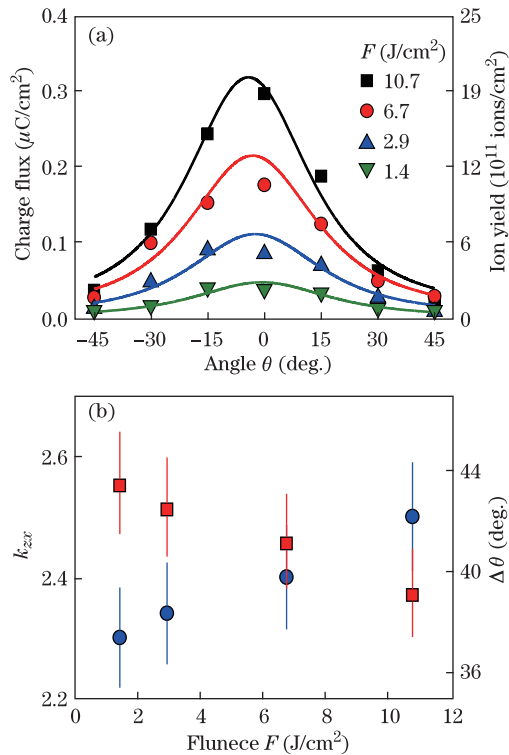 (a)
F (J/cm²)
10.7
6.7
2.9
1.4
Charge flux (μC/cm²)
0.4
0.3
0.2
0.1
0.0
Ion yield (10¹¹ ions/cm²)
25
19
12
6
0
−45 −30 −15 0 15 30 45
Angle θ (deg.)
(b)
k_zx
2.6
2.4
2.2
Δθ (deg.)
44
40
36
0 2 4 6 8 10 12
Flunece F (J/cm²)